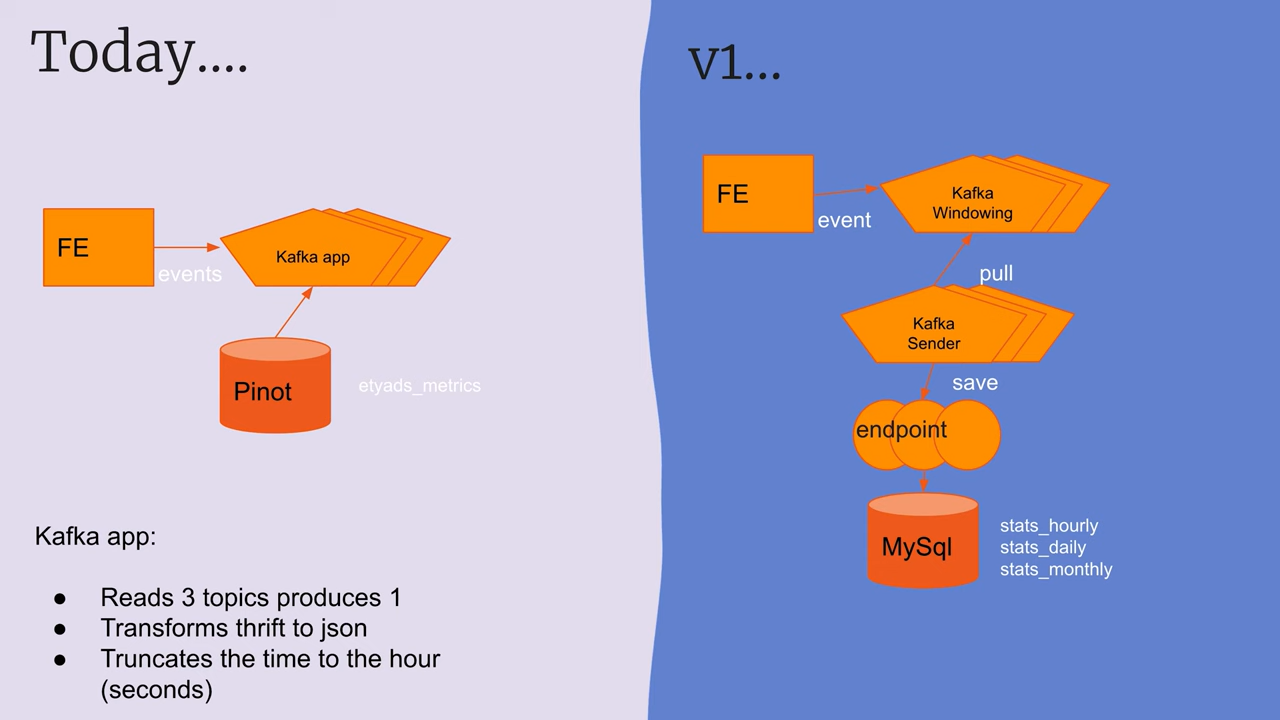 Today....
FE
events
Kafka app
Pinot
etyads_metrics
Kafka app:
● Reads 3 topics produces 1
● Transforms thrift to json
● Truncates the time to the hour
(seconds)
v1...
FE
event
Kafka
Windowing
pull
Kafka
Sender
save
endpoint
MySql
stats_hourly
stats_daily
stats_monthly